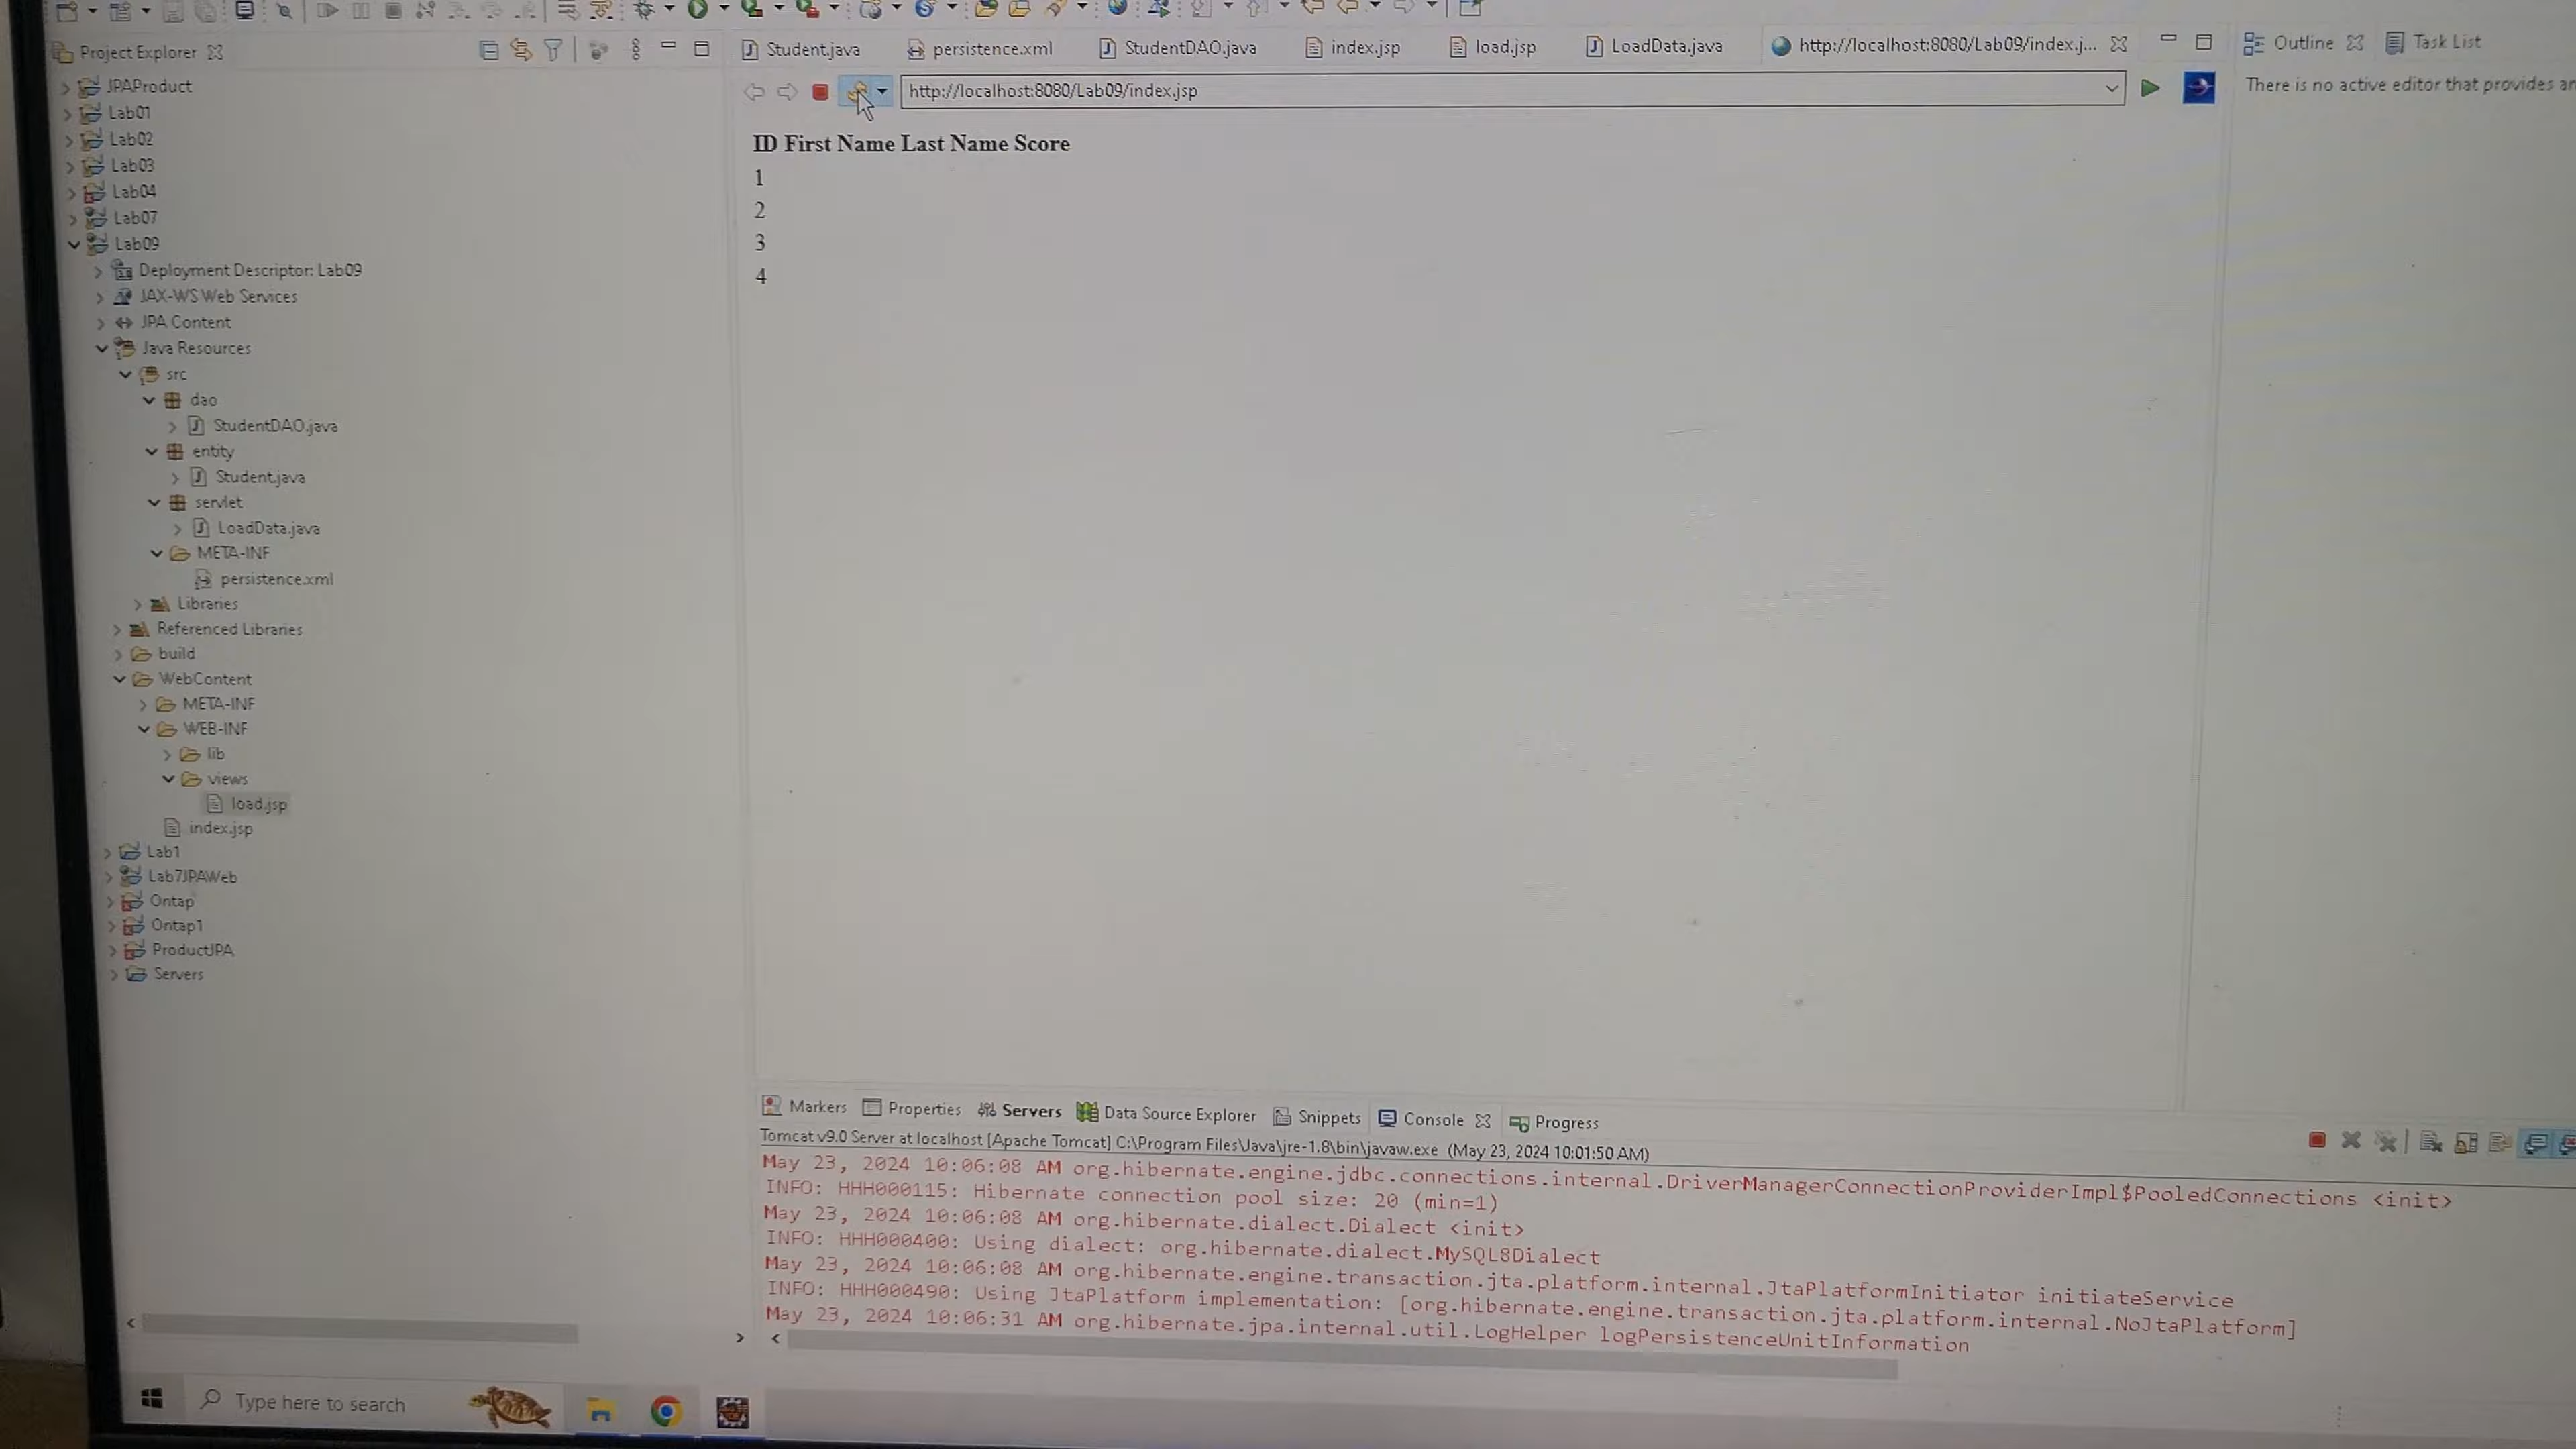 Project Explorer
JPAProduct
Lab01
Lab02
Lab03
Lab04
Lab07
Lab09
Deployment Descriptor: Lab09
JAX-WS Web Services
JPA Content
Java Resources
src
dao
StudentDAO.java
entity
Student.java
servlet
LoadData.java
META-INF
persistence.xml
Libraries
Referenced Libraries
build
WebContent
META-INF
WEB-INF
lib
views
load.jsp
index.jsp
Lab1
Lab7JPAWeb
Ontap
Ontap1
ProductJPA
Servers
Student.java persistence.xml StudentDAO.java index.jsp load.jsp LoadData.java http://localhost:8080/Lab09/index.j...
http://localhost:8080/Lab09/index.jsp
ID First Name Last Name Score
1
2
3
4
Outline Task List
There is no active editor that provides an
Markers Properties Servers Data Source Explorer Snippets Console Progress
Tomcat v9.0 Server at localhost [Apache Tomcat] C:\Program Files\Java\jre-1.8\bin\javaw.exe (May 23, 2024 10:01:50 AM)
May 23, 2024 10:06:08 AM org.hibernate.engine.jdbc.connections.internal.DriverManagerConnectionProviderImpl$PooledConnections <init>
INFO: HHH000115: Hibernate connection pool size: 20 (min=1)
May 23, 2024 10:06:08 AM org.hibernate.dialect.Dialect <init>
INFO: HHH000400: Using dialect: org.hibernate.dialect.MySQL8Dialect
May 23, 2024 10:06:08 AM org.hibernate.engine.transaction.jta.platform.internal.JtaPlatformInitiator initiateService
INFO: HHH000490: Using JtaPlatform implementation: [org.hibernate.engine.transaction.jta.platform.internal.NoJtaPlatform]
May 23, 2024 10:06:31 AM org.hibernate.jpa.internal.util.LogHelper logPersistenceUnitInformation
Type here to search